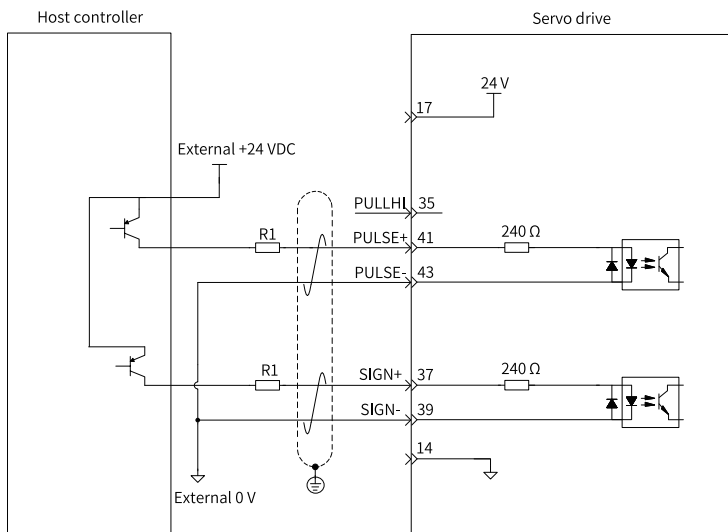 Host controller
Servo drive
24 V
17
External +24 VDC
PULLHI 35
R1 PULSE+ 41 240 Ω
PULSE- 43
R1 SIGN+ 37 240 Ω
SIGN- 39
14
External 0 V